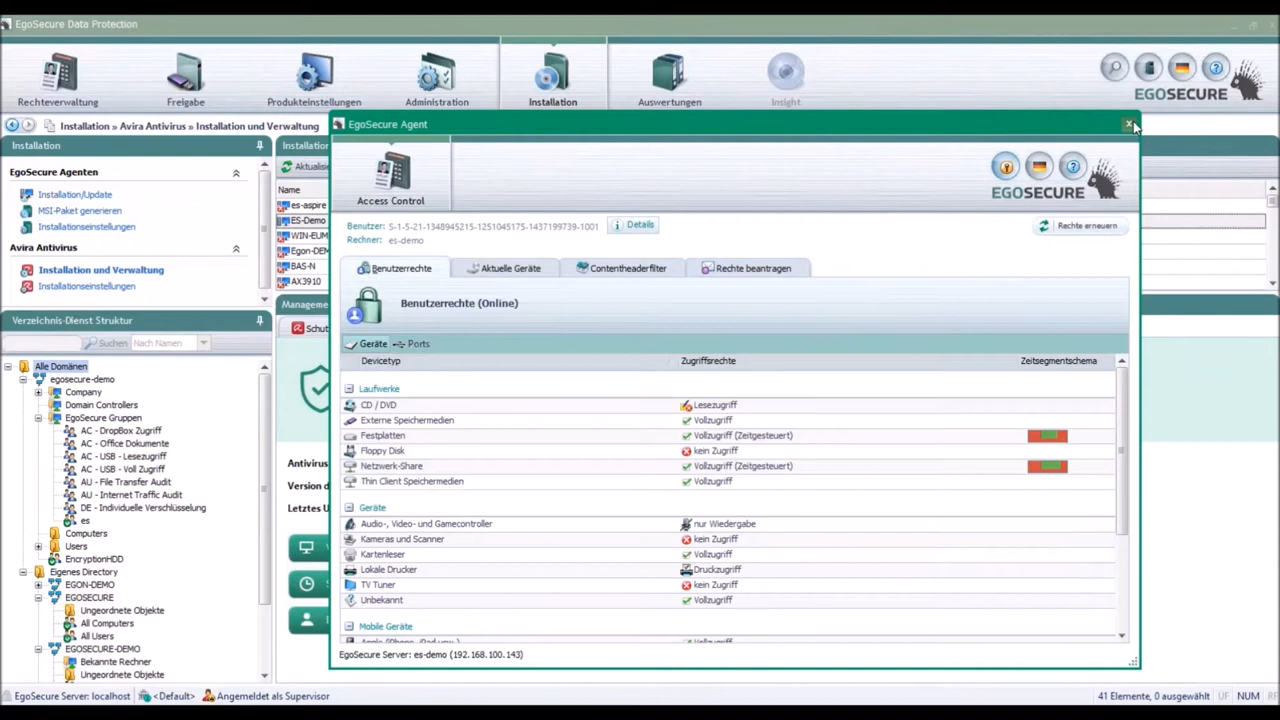 EgoSecure Data Protection
Rechteverwaltung
Freigabe
Produkteinstellungen
Administration
Installation
Auswertungen
Insight
EGOSECURE
Installation » Avira Antivirus » Installation und Verwaltung
Installation
EgoSecure Agenten
Installation/Update
MSI-Paket generieren
Installationseinstellungen
Avira Antivirus
Installation und Verwaltung
Installationseinstellungen
Verzeichnis-Dienst Struktur
Suchen
Nach Namen
Alle Domänen
egosecure-demo
Company
Domain Controllers
EgoSecure Gruppen
AC - DropBox Zugriff
AC - Office Dokumente
AC - USB - Lesezugriff
AC - USB - Voll Zugriff
AU - File Transfer Audit
AU - Internet Traffic Audit
DE - Individuelle Verschlüsselung
es
Computers
Users
EncryptionHDD
Eigenes Directory
EGON-DEMO
EGOSECURE
Ungeordnete Objekte
All Computers
All Users
EGOSECURE-DEMO
Bekannte Rechner
Ungeordnete Objekte
Name
es-aspire
ES-Demo
BAS-N
AX3910
EgoSecure Agent
Access Control
EGOSECURE
Benutzer: S-1-5-21-1348945215-1251045175-1437199739-1001
Details
Rechner: es-demo
Rechte erneuern
Benutzerrechte
Aktuelle Geräte
Contentheaderfilter
Rechte beantragen
Benutzerrechte (Online)
Geräte
Ports
Devicetyp Zugriffsrechte Zeitsegmentschema
Laufwerke
CD / DVD Lesezugriff
Externe Speichermedien Vollzugriff
Festplatten Vollzugriff (Zeitgesteuert)
Floppy Disk kein Zugriff
Netzwerk-Share Vollzugriff (Zeitgesteuert)
Thin Client Speichermedien Vollzugriff
Geräte
Audio-, Video- und Gamecontroller nur Wiedergabe
Kameras und Scanner kein Zugriff
Kartenleser Vollzugriff
Lokale Drucker Druckzugriff
TV Tuner kein Zugriff
Unbekannt Vollzugriff
Mobile Geräte
EgoSecure Server: es-demo (192.168.100.143)
EgoSecure Server: localhost
<Default>
Angemeldet als Supervisor
41 Elemente, 0 ausgewählt
UF
NUM